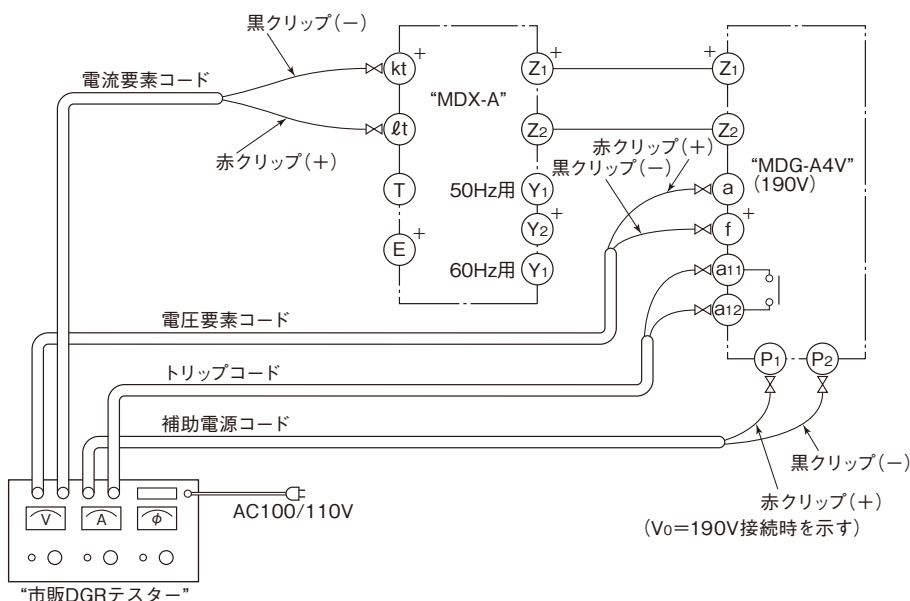 黒クリップ(−)
電流要素コード
赤クリップ(+)
kt
+
ℓt
T
E
+
"MDX-A"
50Hz用
60Hz用
Z1
+
Z2
Y1
Y2
+
Y1
赤クリップ(+)
黒クリップ(−)
+
Z1
Z2
"MDG-A4V"
(190V)
a
f
+
a11
a12
P1
P2
電圧要素コード
トリップコード
補助電源コード
黒クリップ(−)
赤クリップ(+)
(V0=190V接続時を示す)
AC100/110V
V
A
φ
"市販DGRテスター"